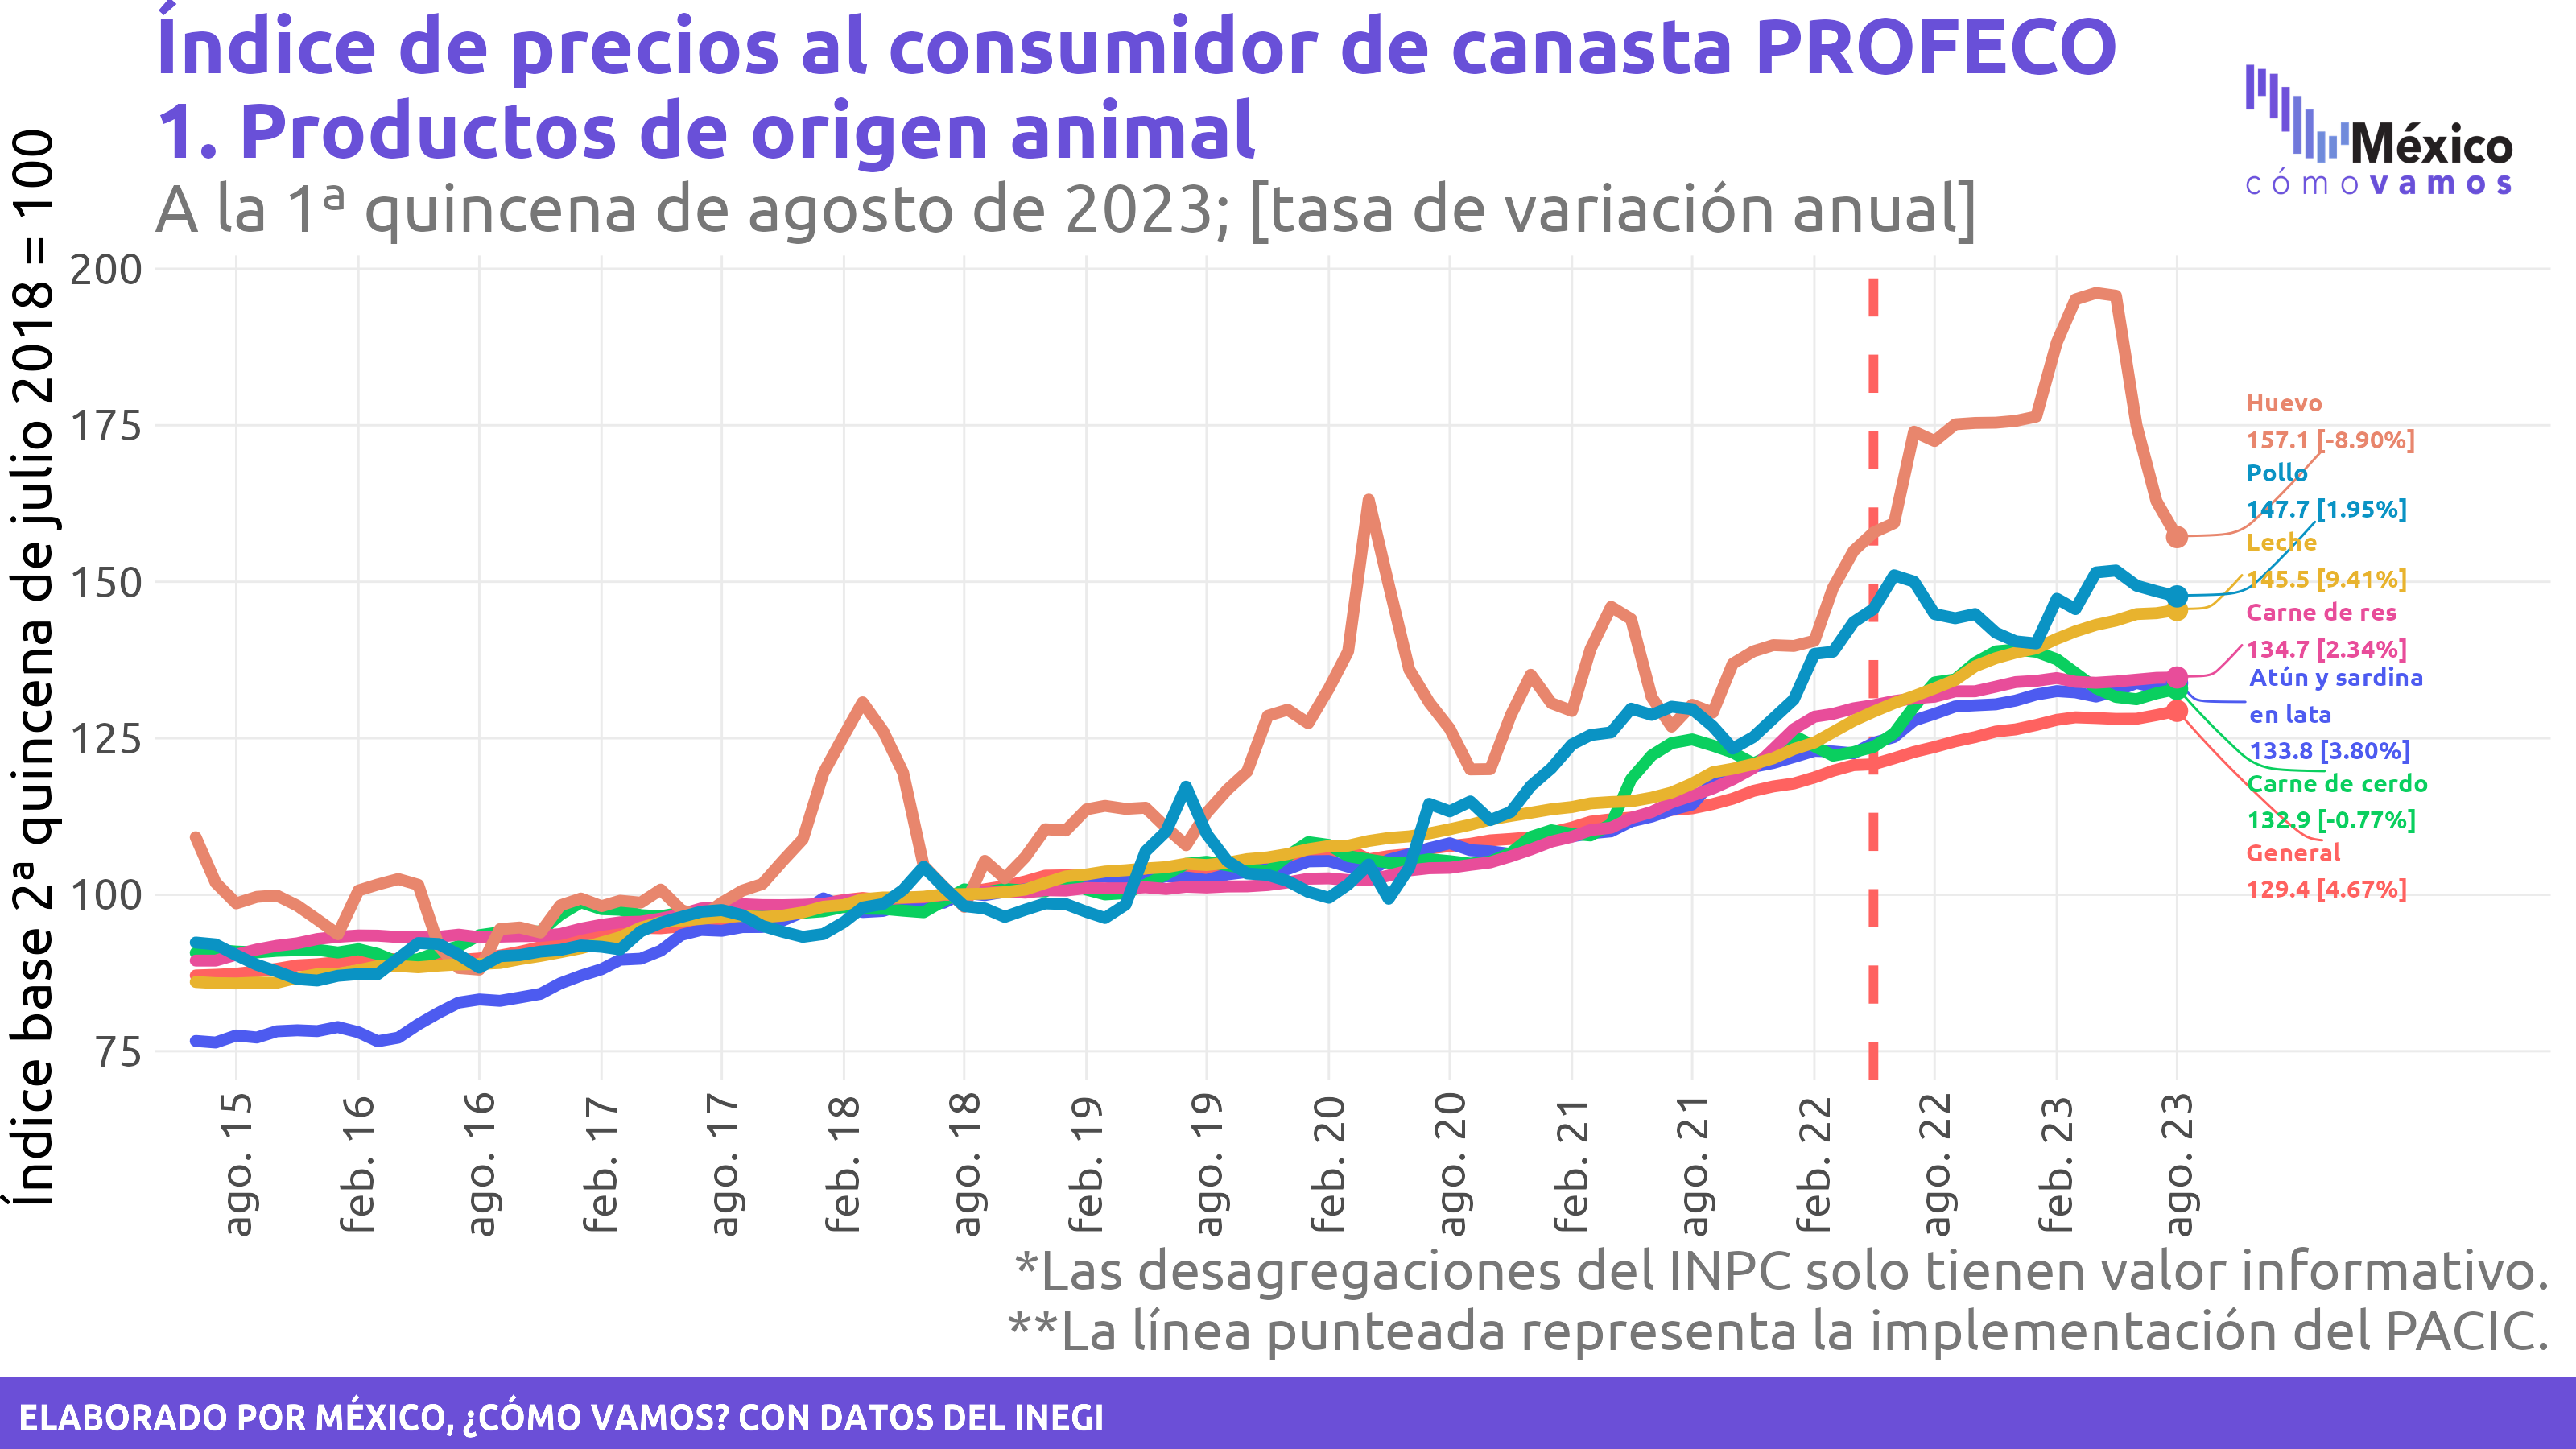 Índice de precios al consumidor de canasta PROFECO
1. Productos de origen animal
A la 1ª quincena de agosto de 2023; [tasa de variación anual]
México
cómo vamos
Índice base 2ª quincena de julio 2018 = 100
200
175
150
125
100
75
Huevo
157.1 [-8.90%]
Pollo
147.7 [1.95%]
Leche
145.5 [9.41%]
Carne de res
134.7 [2.34%]
Atún y sardina
en lata
133.8 [3.80%]
Carne de cerdo
132.9 [-0.77%]
General
129.4 [4.67%]
ago. 15
feb. 16
ago. 16
feb. 17
ago. 17
feb. 18
ago. 18
feb. 19
ago. 19
feb. 20
ago. 20
feb. 21
ago. 21
feb. 22
ago. 22
feb. 23
ago. 23
*Las desagregaciones del INPC solo tienen valor informativo.
**La línea punteada representa la implementación del PACIC.
ELABORADO POR MÉXICO, ¿CÓMO VAMOS? CON DATOS DEL INEGI